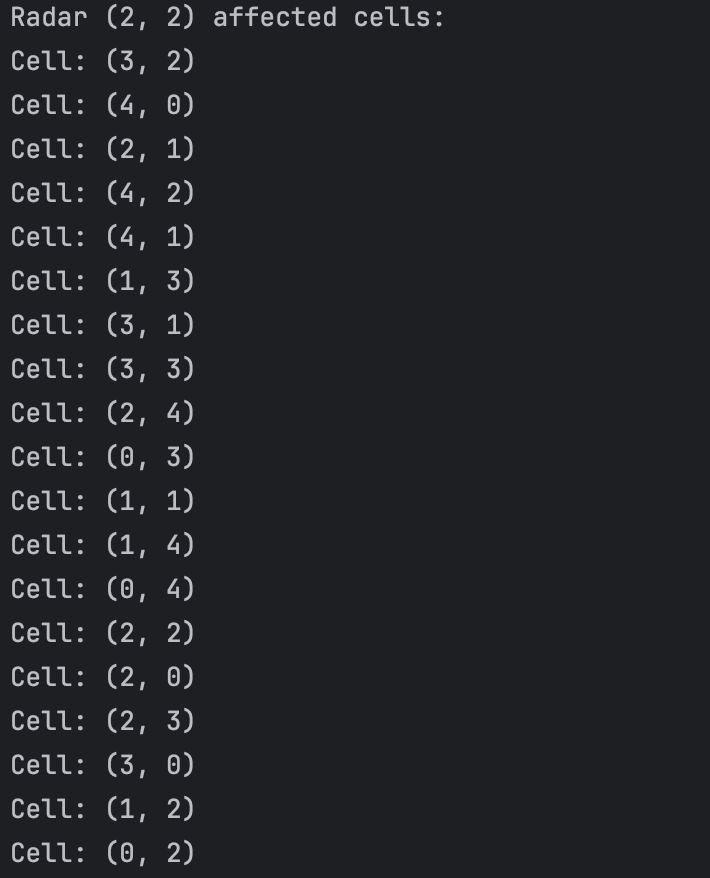 Radar (2, 2) affected cells:
Cell: (3, 2)
Cell: (4, 0)
Cell: (2, 1)
Cell: (4, 2)
Cell: (4, 1)
Cell: (1, 3)
Cell: (3, 1)
Cell: (3, 3)
Cell: (2, 4)
Cell: (0, 3)
Cell: (1, 1)
Cell: (1, 4)
Cell: (0, 4)
Cell: (2, 2)
Cell: (2, 0)
Cell: (2, 3)
Cell: (3, 0)
Cell: (1, 2)
Cell: (0, 2)